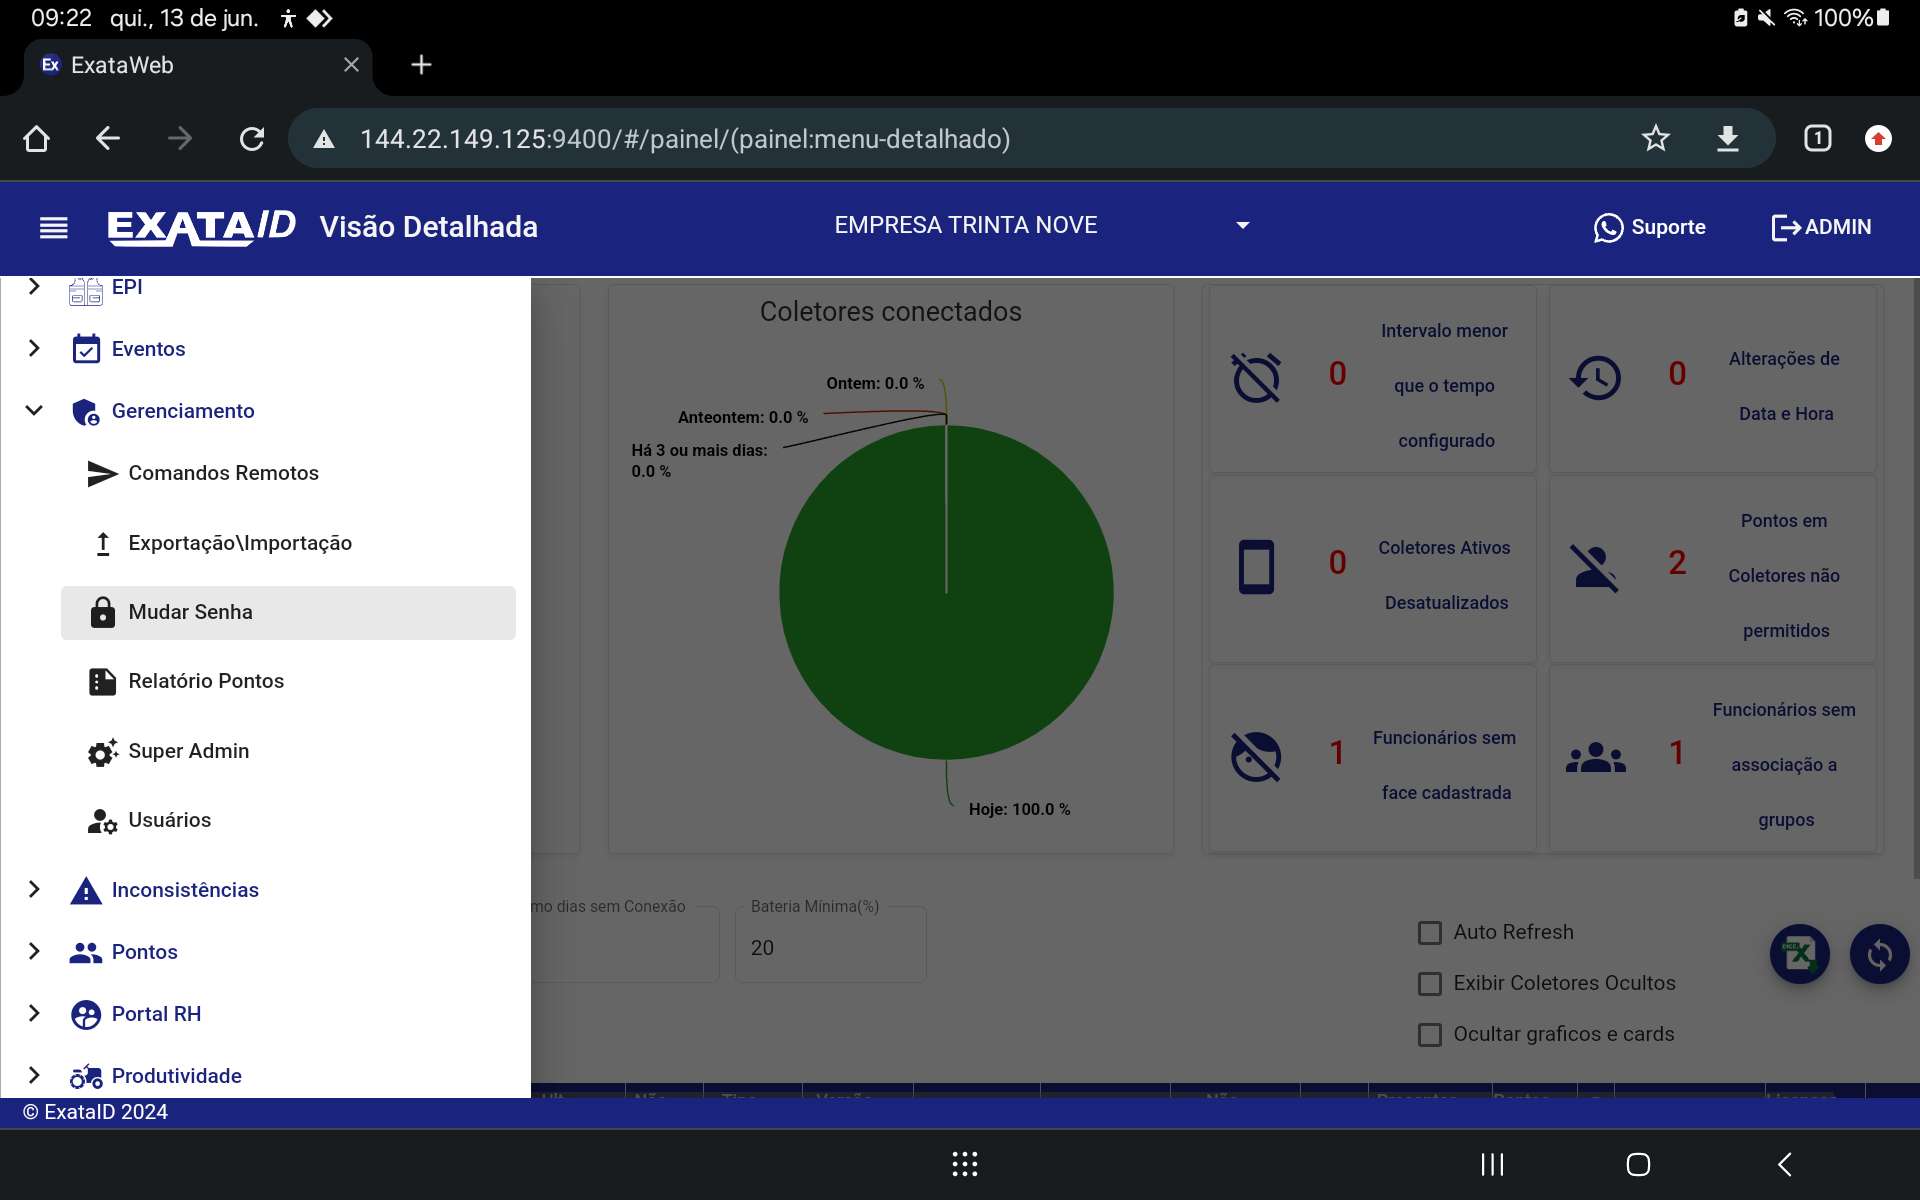 09:22 qui., 13 de jun.
100%
Ex ExataWeb
144.22.149.125:9400/#/painel/(painel:menu-detalhado)
1
EXATAID Visão Detalhada
EMPRESA TRINTA NOVE
Suporte
ADMIN
EPI
Eventos
Gerenciamento
Comandos Remotos
Exportação\Importação
Mudar Senha
Relatório Pontos
Super Admin
Usuários
Inconsistências
Pontos
Portal RH
Produtividade
Coletores conectados
Ontem: 0.0 %
Anteontem: 0.0 %
Há 3 ou mais dias:
0.0 %
Hoje: 100.0 %
0
Intervalo menor
que o tempo
configurado
0
Alterações de
Data e Hora
0
Coletores Ativos
Desatualizados
2
Pontos em
Coletores não
permitidos
1
Funcionários sem
face cadastrada
1
Funcionários sem
associação a
grupos
mo dias sem Conexão
Bateria Mínima(%)
20
Auto Refresh
Exibir Coletores Ocultos
Ocultar graficos e cards
© ExataID 2024